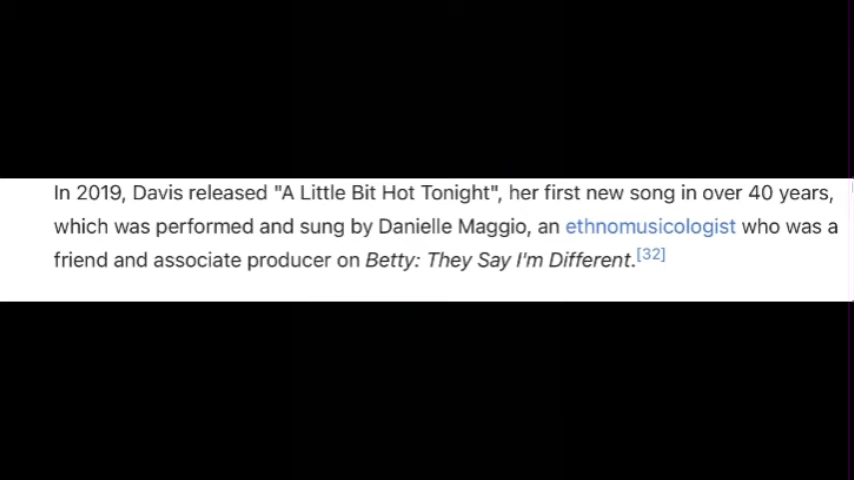 In 2019, Davis released "A Little Bit Hot Tonight", her first new song in over 40 years,
which was performed and sung by Danielle Maggio, an ethnomusicologist who was a
friend and associate producer on Betty: They Say I'm Different.[32]